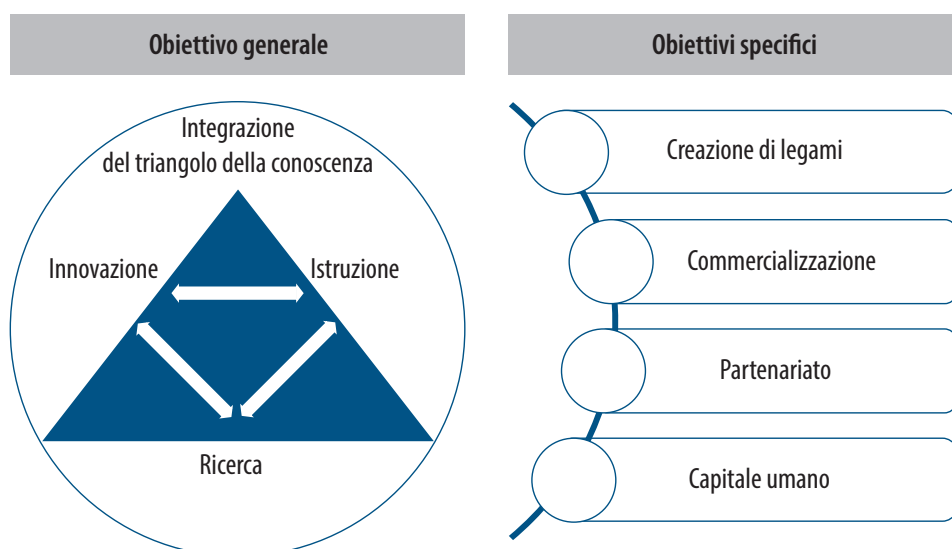 Obiettivo generale
Integrazione
del triangolo della conoscenza
Innovazione
Istruzione
Ricerca
Obiettivi specifici
Creazione di legami
Commercializzazione
Partenariato
Capitale umano